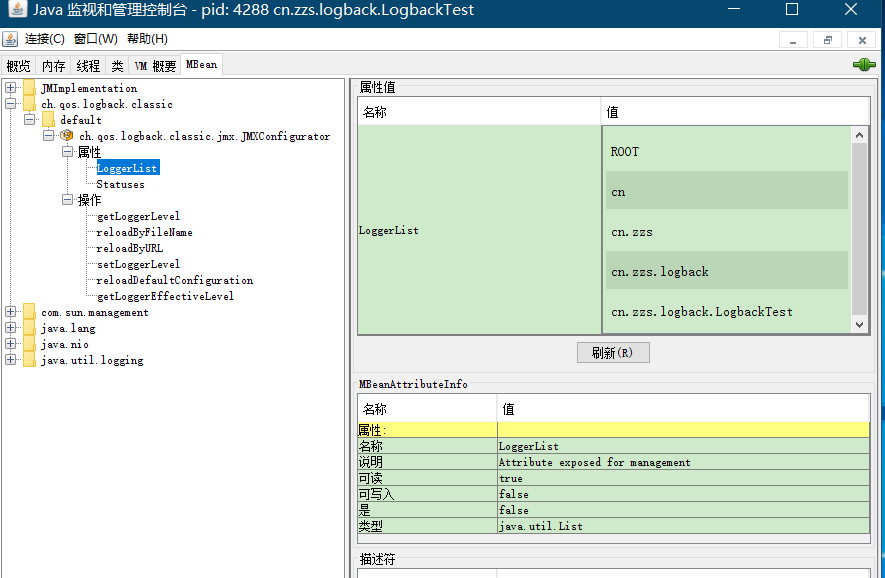 Java 监视和管理控制台 - pid: 4288 cn.zzs.logback.LogbackTest
连接(C) 窗口(W) 帮助(H)
概览 内存 线程 类 VM 概要 MBean
JMImplementation
ch.qos.logback.classic
default
ch.qos.logback.classic.jmx.JMXConfigurator
属性
LoggerList
Statuses
操作
getLoggerLevel
reloadByFileName
reloadByURL
setLoggerLevel
reloadDefaultConfiguration
getLoggerEffectiveLevel
com.sun.management
java.lang
java.nio
java.util.logging
属性值
名称 值
LoggerList
ROOT
cn
cn.zzs
cn.zzs.logback
cn.zzs.logback.LogbackTest
刷新(R)
MBeanAttributeInfo
名称 值
属性:
名称 LoggerList
说明 Attribute exposed for management
可读 true
可写入 false
是 false
类型 java.util.List
描述符